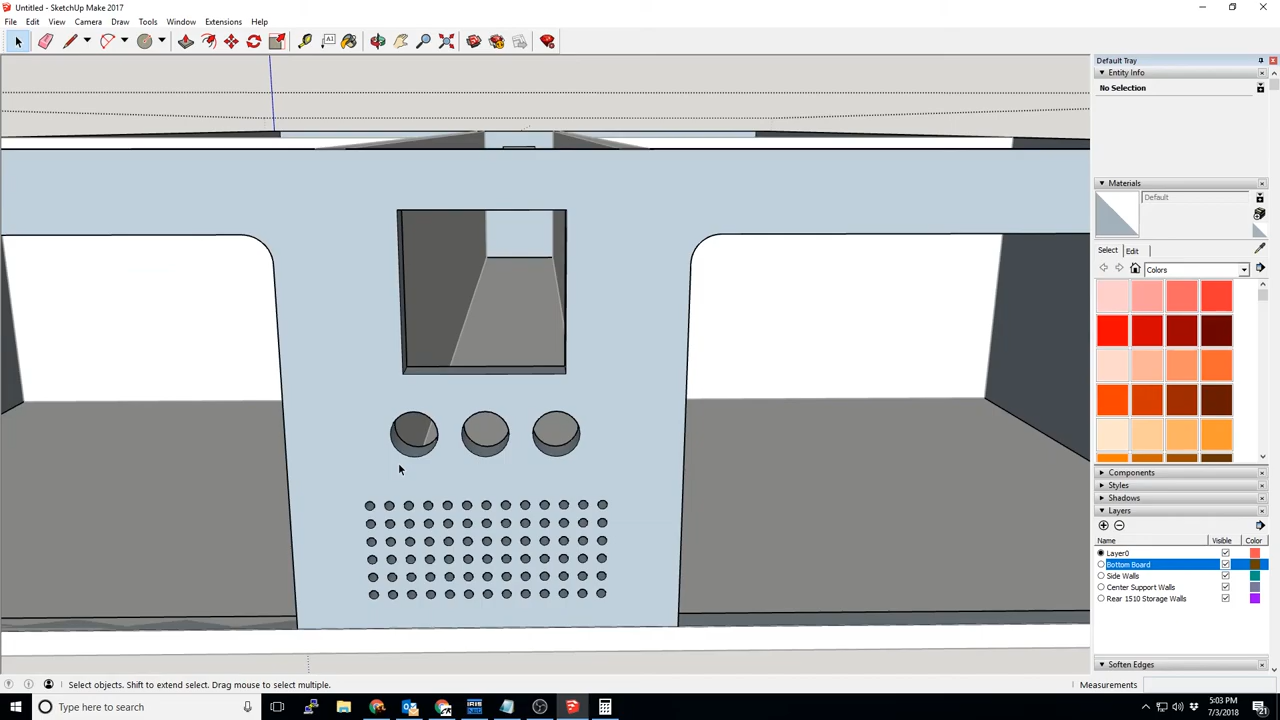 Untitled - SketchUp Make 2017
File Edit View Camera Draw Tools Window Extensions Help
Default Tray
Entity Info
No Selection
Materials
Default
Select Edit
Colors
Components
Styles
Shadows
Layers
Name Visible Color
Layer0
Bottom Board
Side Walls
Center Support Walls
Rear 1510 Storage Walls
Soften Edges
Select objects. Shift to extend select. Drag mouse to select multiple.
Measurements
Type here to search
5:03 PM
7/3/2018